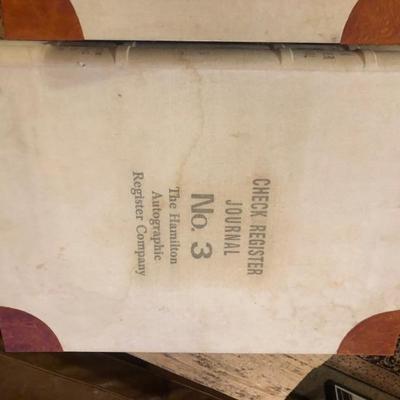 CHECK REGISTER
JOURNAL
No. 3
The Hamilton
Autographic
Register Company